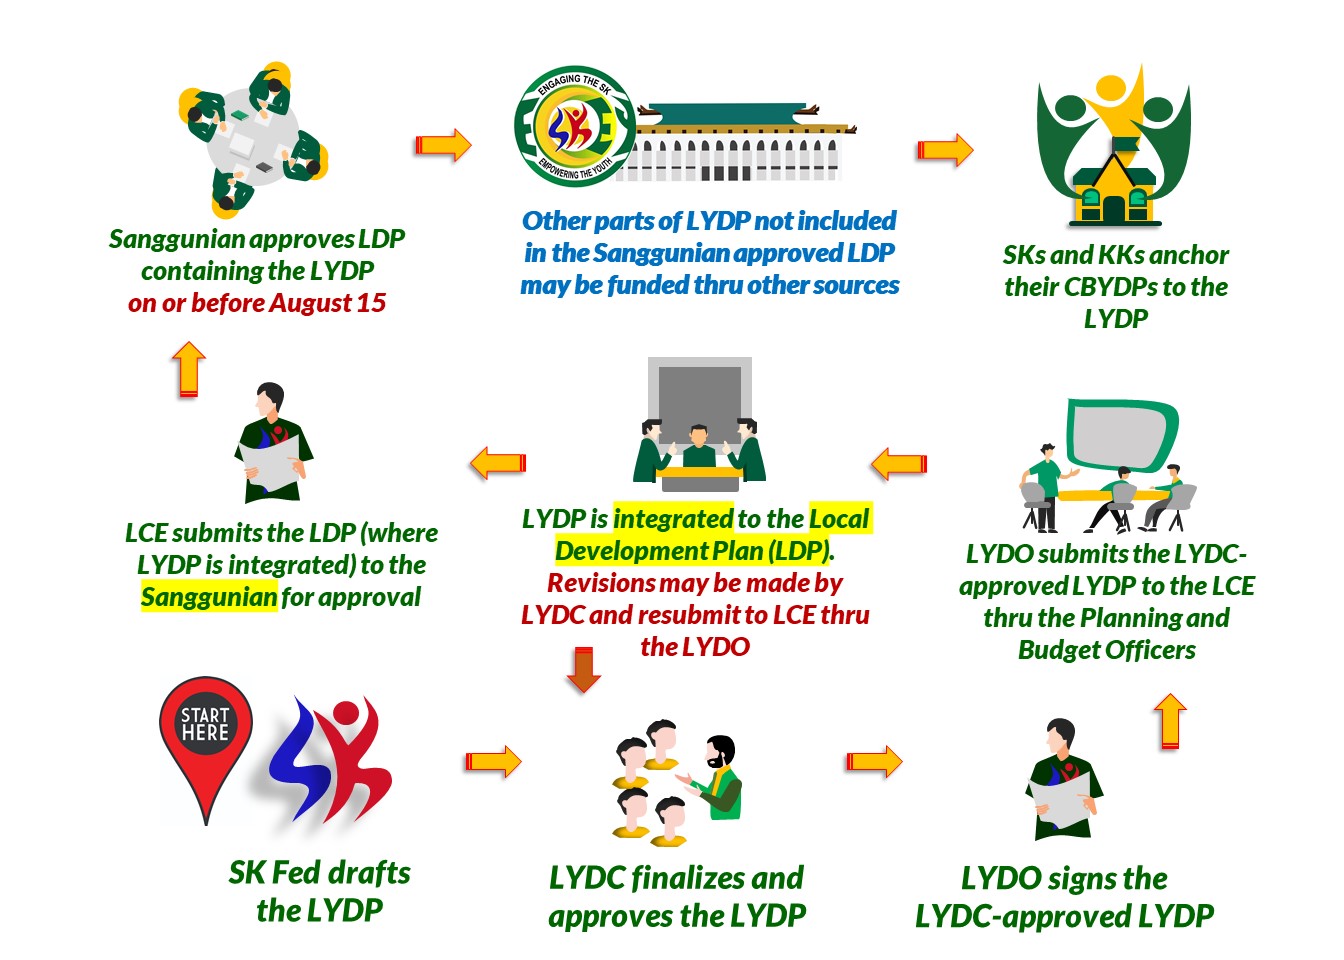 ENGAGING THE SK
EMPOWERING THE YOUTH
Sanggunian approves LDP
containing the LYDP
on or before August 15
Other parts of LYDP not included
in the Sanggunian approved LDP
may be funded thru other sources
SKs and KKs anchor
their CBYDPs to the
LYDP
LCE submits the LDP (where
LYDP is integrated) to the
Sanggunian for approval
LYDP is integrated to the Local
Development Plan (LDP).
Revisions may be made by
LYDC and resubmit to LCE thru
the LYDO
LYDO submits the LYDC-
approved LYDP to the LCE
thru the Planning and
Budget Officers
START
HERE
SK Fed drafts
the LYDP
LYDC finalizes and
approves the LYDP
LYDO signs the
LYDC-approved LYDP